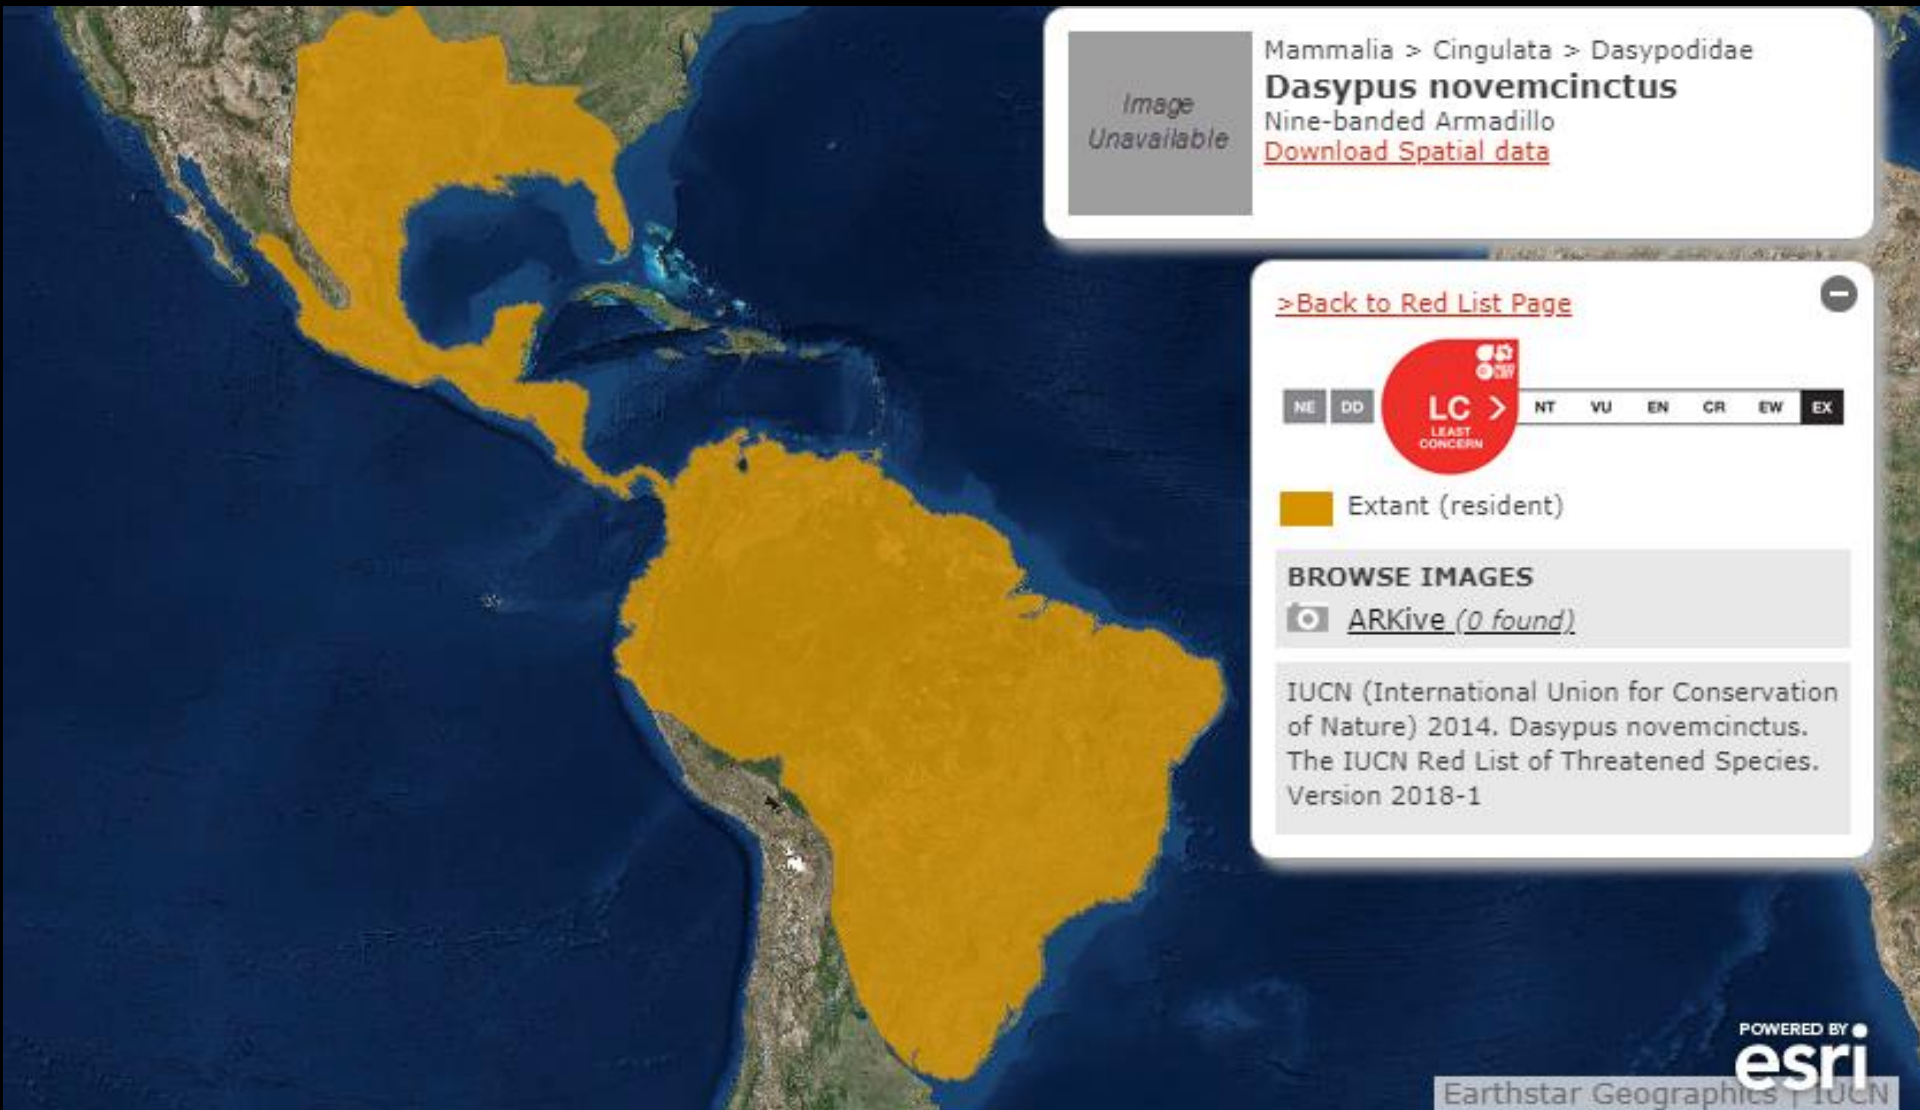 Image
Unavailable
Mammalia > Cingulata > Dasypodidae
Dasypus novemcinctus
Nine-banded Armadillo
Download Spatial data
>Back to Red List Page
NE DD LC > NT VU EN CR EW EX
LEAST
CONCERN
Extant (resident)
BROWSE IMAGES
ARKive (0 found)
IUCN (International Union for Conservation
of Nature) 2014. Dasypus novemcinctus.
The IUCN Red List of Threatened Species.
Version 2018-1
POWERED BY
esri
Earthstar Geographics | IUCN